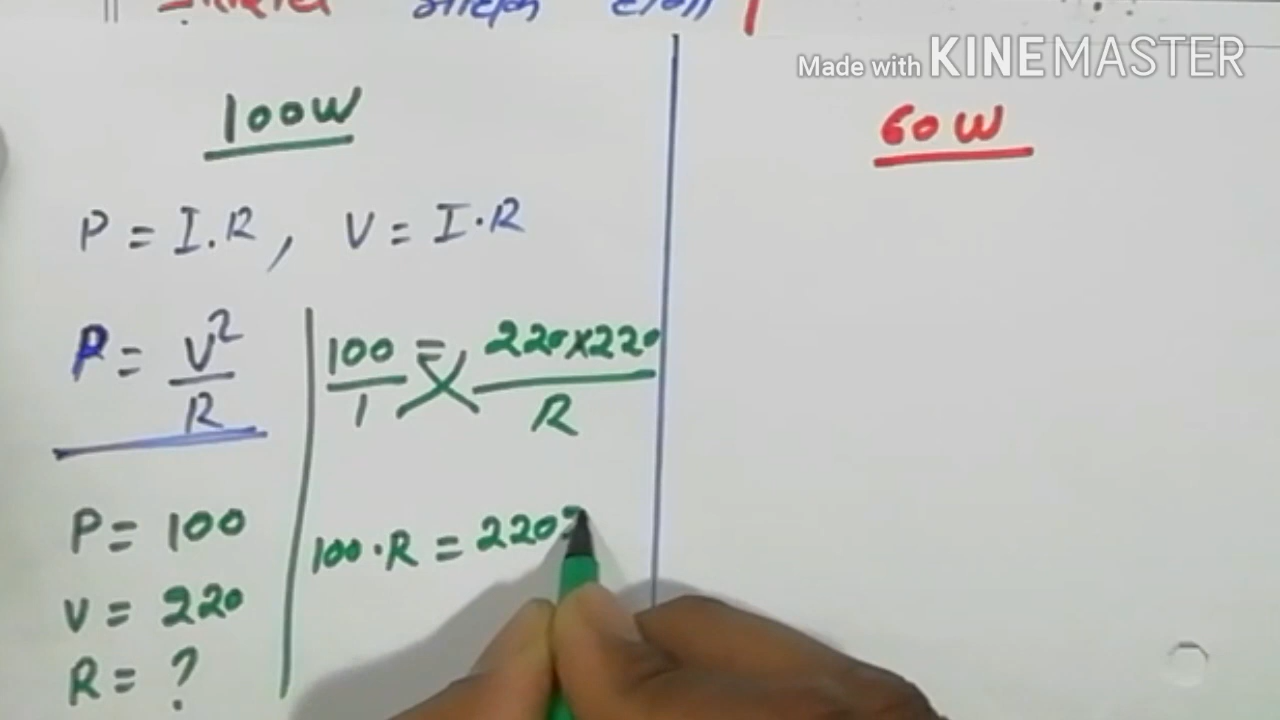 Made with KINEMASTER
100W
P = I.R, V = I.R
P = V²/R
P = 100
V = 220
R = ?
100/1 = 220x220/R
100.R = 220
60W